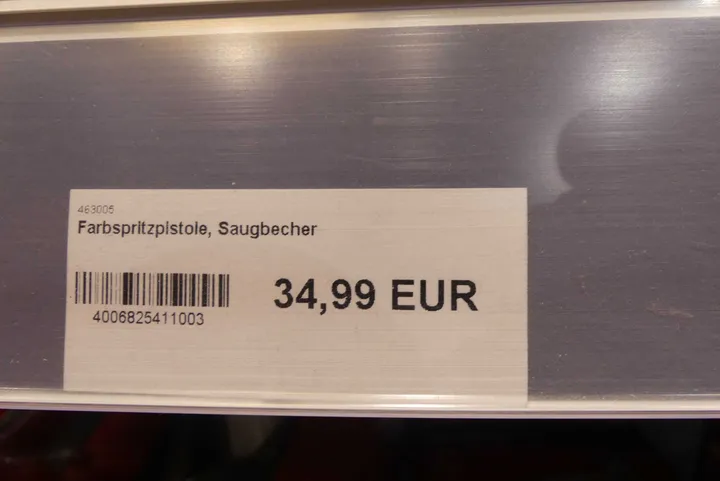 463005
Farbspritzpistole, Saugbecher
34,99 EUR
4006825411003